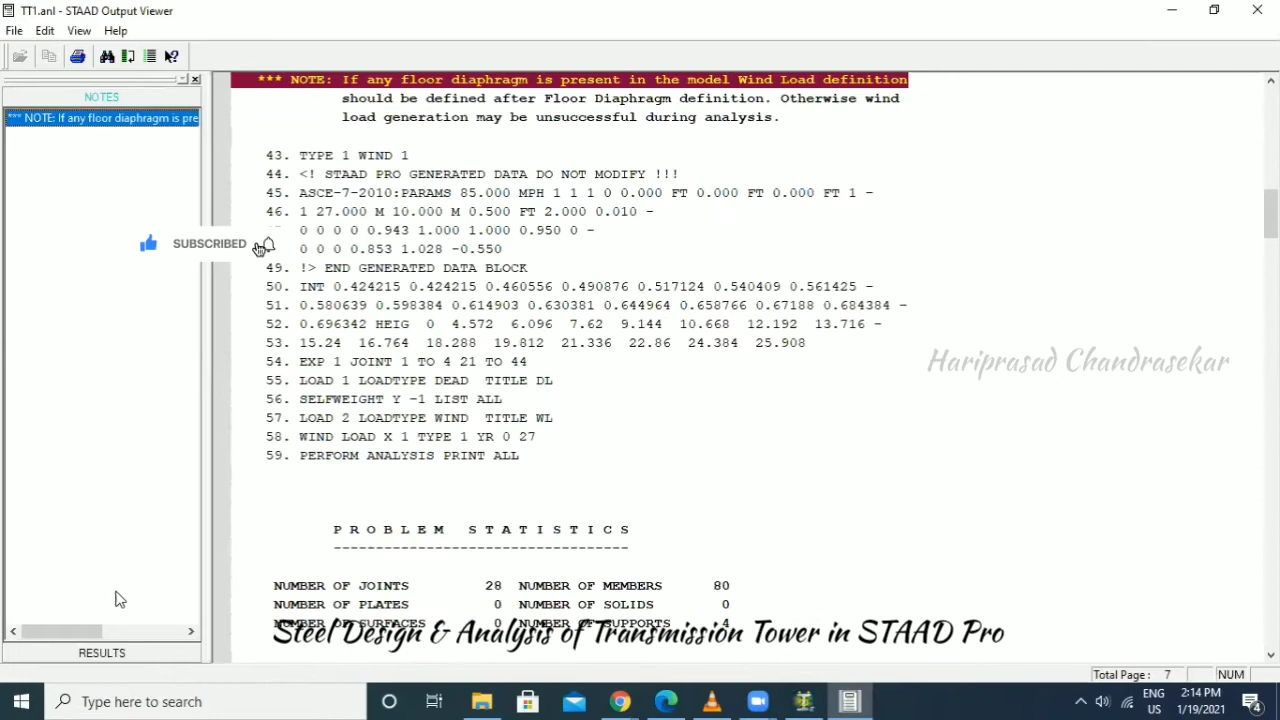 TT1.anl - STAAD Output Viewer
File Edit View Help
NOTES
*** NOTE: If any floor diaphragm is pre
RESULTS
*** NOTE: If any floor diaphragm is present in the model Wind Load definition
should be defined after Floor Diaphragm definition. Otherwise wind
load generation may be unsuccessful during analysis.
43. TYPE 1 WIND 1
44. <! STAAD PRO GENERATED DATA DO NOT MODIFY !!!
45. ASCE-7-2010:PARAMS 85.000 MPH 1 1 1 0 0.000 FT 0.000 FT 0.000 FT 1 -
46. 1 27.000 M 10.000 M 0.500 FT 2.000 0.010 -
0 0 0 0 0.943 1.000 1.000 0.950 0 -
SUBSCRIBED
0 0 0 0.853 1.028 -0.550
49. !> END GENERATED DATA BLOCK
50. INT 0.424215 0.424215 0.460556 0.490876 0.517124 0.540409 0.561425 -
51. 0.580639 0.598384 0.614903 0.630381 0.644964 0.658766 0.67188 0.684384 -
52. 0.696342 HEIG 0 4.572 6.096 7.62 9.144 10.668 12.192 13.716 -
53. 15.24 16.764 18.288 19.812 21.336 22.86 24.384 25.908
54. EXP 1 JOINT 1 TO 4 21 TO 44
Hariprasad Chandrasekar
55. LOAD 1 LOADTYPE DEAD TITLE DL
56. SELFWEIGHT Y -1 LIST ALL
57. LOAD 2 LOADTYPE WIND TITLE WL
58. WIND LOAD X 1 TYPE 1 YR 0 27
59. PERFORM ANALYSIS PRINT ALL
P R O B L E M S T A T I S T I C S
-----------------------------------
NUMBER OF JOINTS 28 NUMBER OF MEMBERS 80
NUMBER OF PLATES 0 NUMBER OF SOLIDS 0
NUMBER OF SURFACES 0 NUMBER OF SUPPORTS 4
Steel Design & Analysis of Transmission Tower in STAAD Pro
Total Page: 7 NUM
Type here to search
ENG
US
2:14 PM
1/19/2021
4